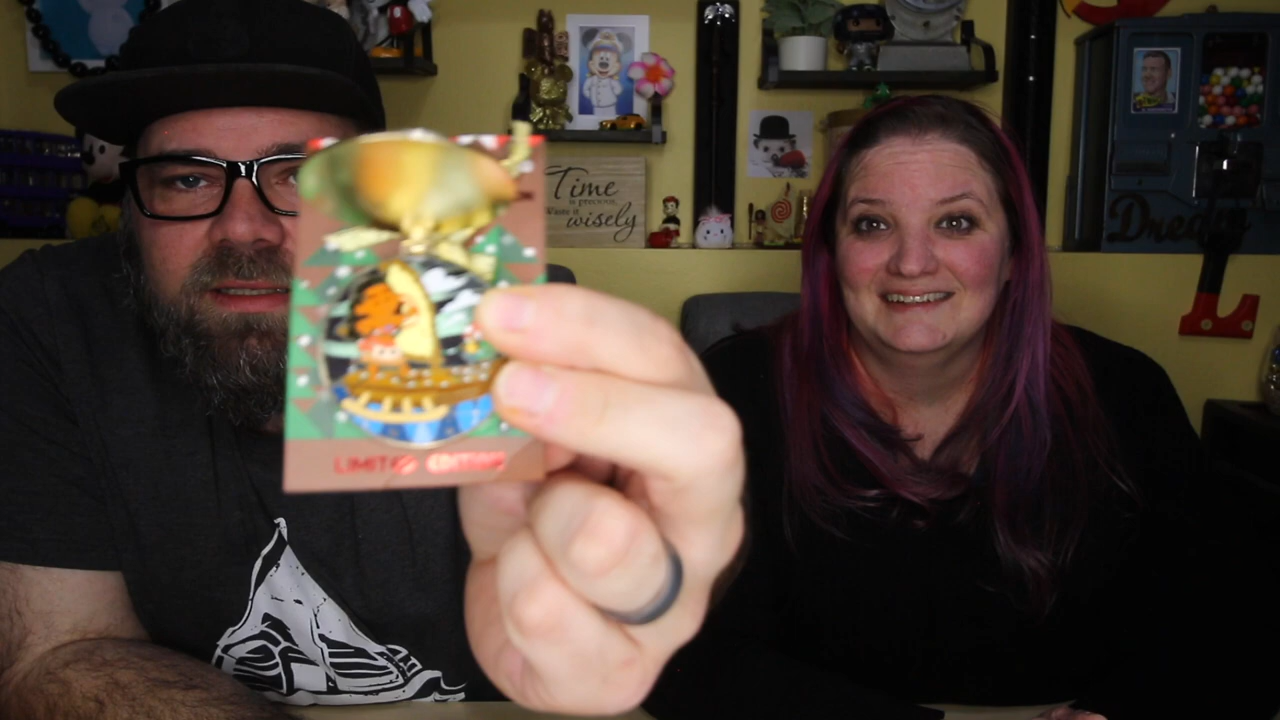 Time
is precious,
Waste it
wisely
Dream
LIMITED EDITION